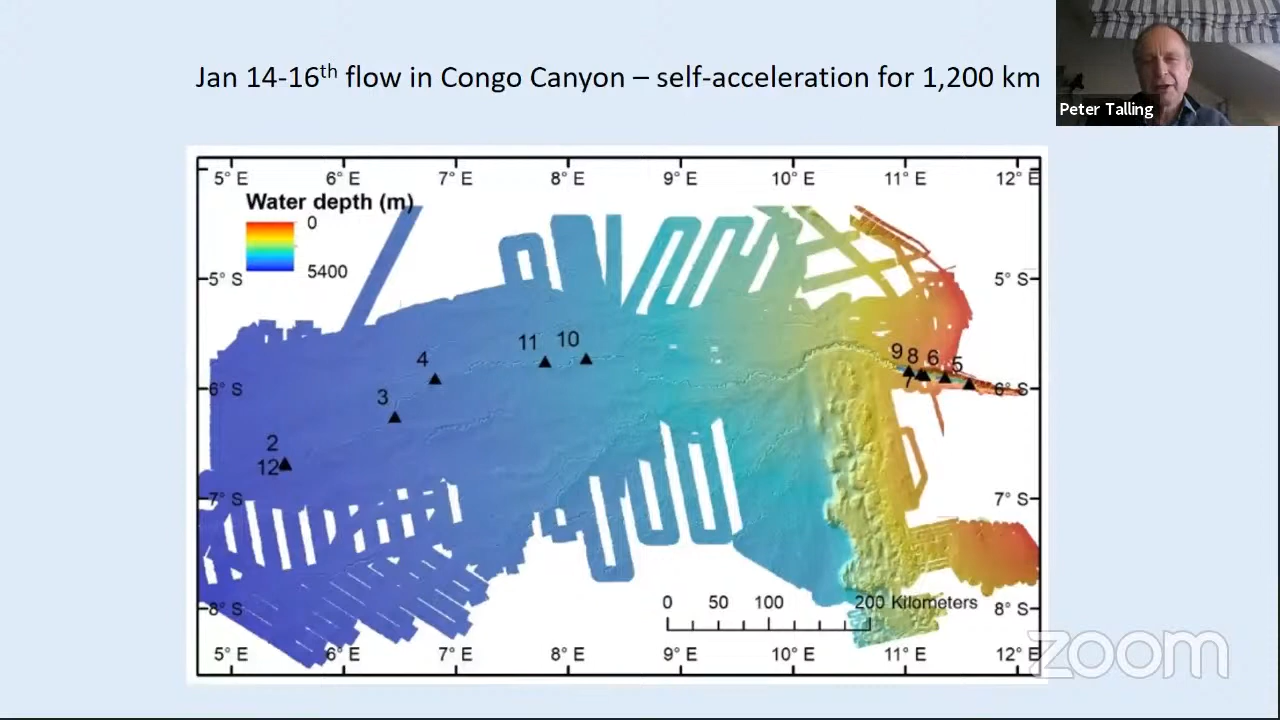 Jan 14-16th flow in Congo Canyon – self-acceleration for 1,200 km
Peter Talling
5° E 6° E 7° E 8° E 9° E 10° E 11° E 12° E
Water depth (m)
0
5400
5° S 5° S
11 10
4
9 8 6 5
7
6° S 6° S
3
2
12
7° S 7° S
0 50 100 200 Kilometers
8° S 8° S
5° E 6° E 7° E 8° E 9° E 10° E 11° E 12° E
zoom